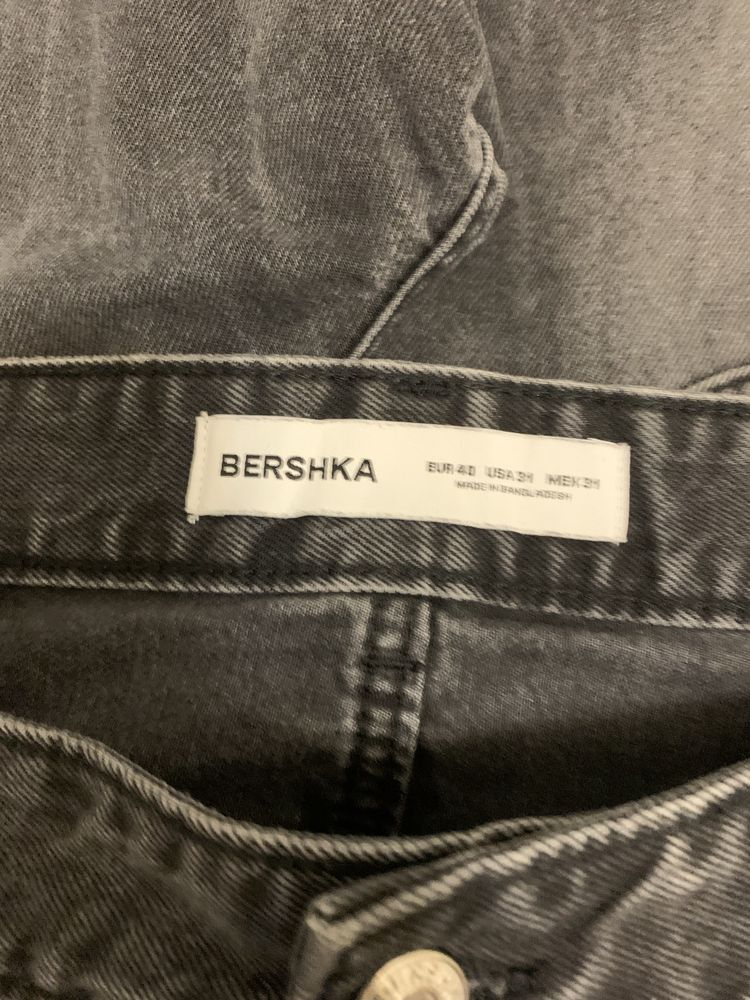 BERSHKA
EUR 40 USA 31 MEX 31
MADE IN BANGLADESH